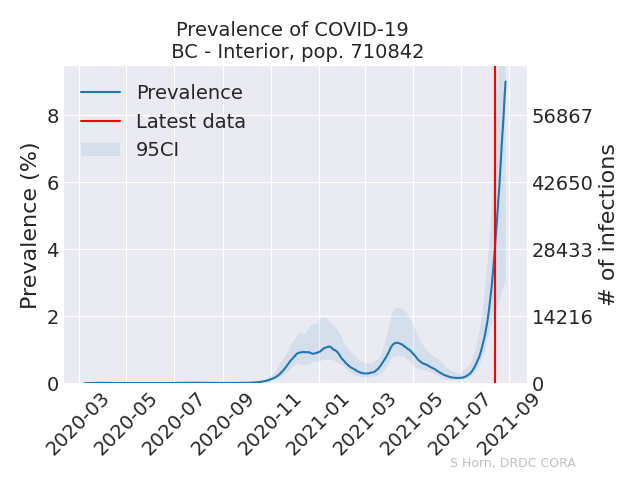 Prevalence of COVID-19
BC - Interior, pop. 710842
Prevalence
Latest data
95CI
Prevalence (%)
8
6
4
2
0
56867
42650
28433
14216
0
# of infections
2020-03
2020-05
2020-07
2020-09
2020-11
2021-01
2021-03
2021-05
2021-07
2021-09
S Horn, DRDC CORA